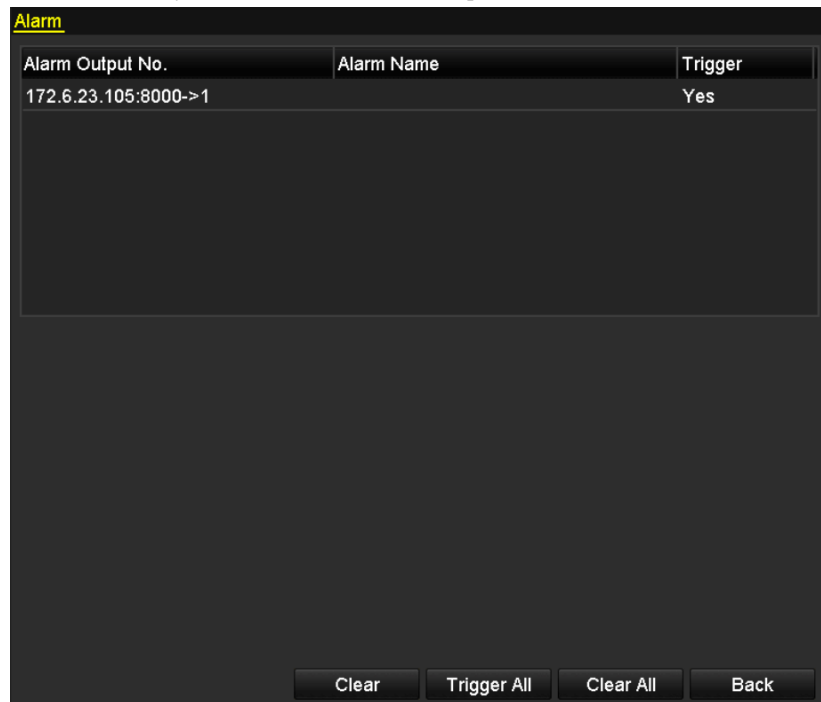 Alarm
Alarm Output No. Alarm Name Trigger
172.6.23.105:8000->1 Yes
Clear Trigger All Clear All Back